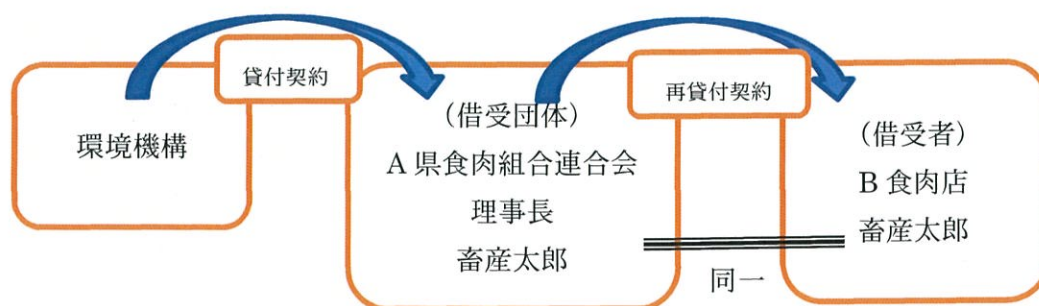 貸付契約
再貸付契約
環境機構
(借受団体)
A 県食肉組合連合会
理事長
畜産太郎
(借受者)
B 食肉店
畜産太郎
同一